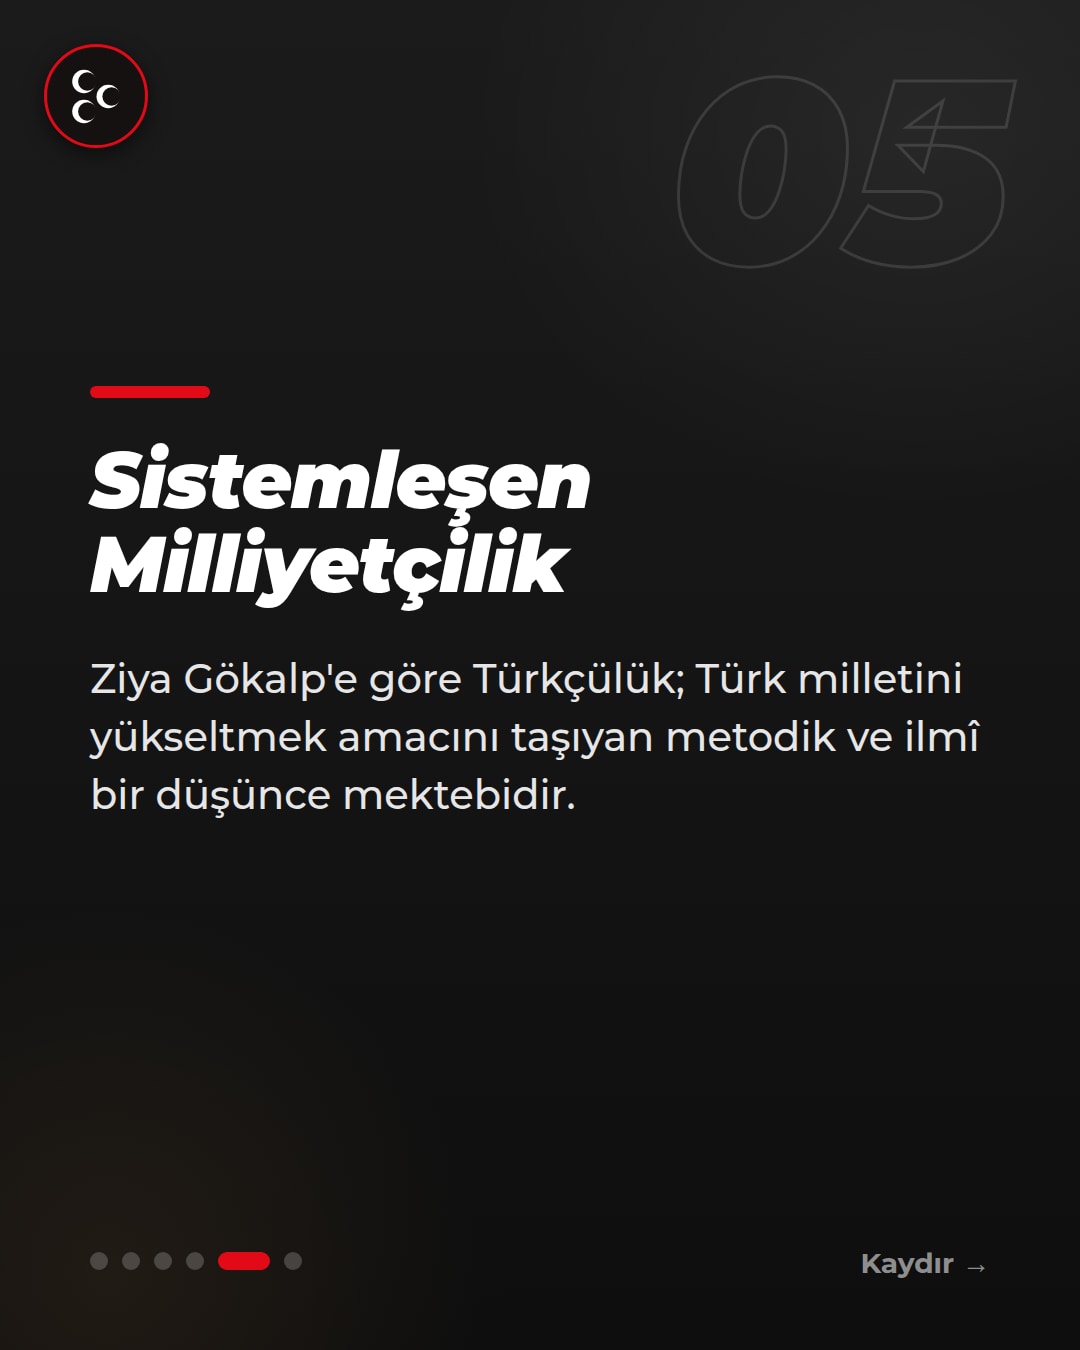 05
Sistemleşen
Milliyetçilik
Ziya Gökalp'e göre Türkçülük; Türk milletini
yükseltmek amacını taşıyan metodik ve ilmî
bir düşünce mektebidir.
Kaydır →